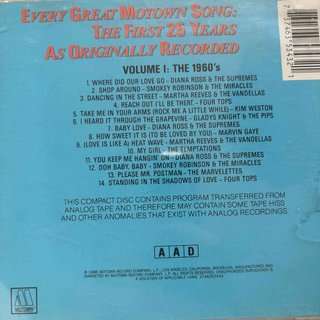 EVERY GREAT MOTOWN SONG:
THE FIRST 25 YEARS
AS ORIGINALLY RECORDED
VOLUME I: THE 1960's
1. WHERE DID OUR LOVE GO - DIANA ROSS & THE SUPREMES
2. SHOP AROUND - SMOKEY ROBINSON & THE MIRACLES
3. DANCING IN THE STREET - MARTHA REEVES & THE VANDELLAS
4. REACH OUT I'LL BE THERE - FOUR TOPS
5. TAKE ME IN YOUR ARMS (ROCK ME A LITTLE WHILE) - KIM WESTON
6. I HEARD IT THROUGH THE GRAPEVINE - GLADYS KNIGHT & THE PIPS
7. BABY LOVE - DIANA ROSS & THE SUPREMES
8. HOW SWEET IT IS (TO BE LOVED BY YOU) - MARVIN GAYE
9. (LOVE IS LIKE A) HEAT WAVE - MARTHA REEVES & THE VANDELLAS
10. MY GIRL - THE TEMPTATIONS
11. YOU KEEP ME HANGIN' ON - DIANA ROSS & THE SUPREMES
12. OOH BABY, BABY - SMOKEY ROBINSON & THE MIRACLES
13. PLEASE MR. POSTMAN - THE MARVELETTES
14. STANDING IN THE SHADOWS OF LOVE - FOUR TOPS
THIS COMPACT DISC CONTAINS PROGRAM TRANSFERRED FROM
ANALOG TAPE AND THEREFORE MAY CONTAIN SOME TAPE HISS
AND OTHER ANOMALIES THAT EXIST WITH ANALOG RECORDINGS.
A A D
MOTOWN